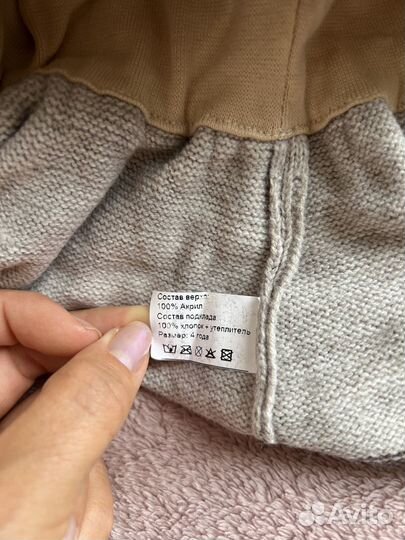 Состав верха:
100% Акрил
Состав подклада
100% хлопок + утеплитель
Размер: 4 года
Avito